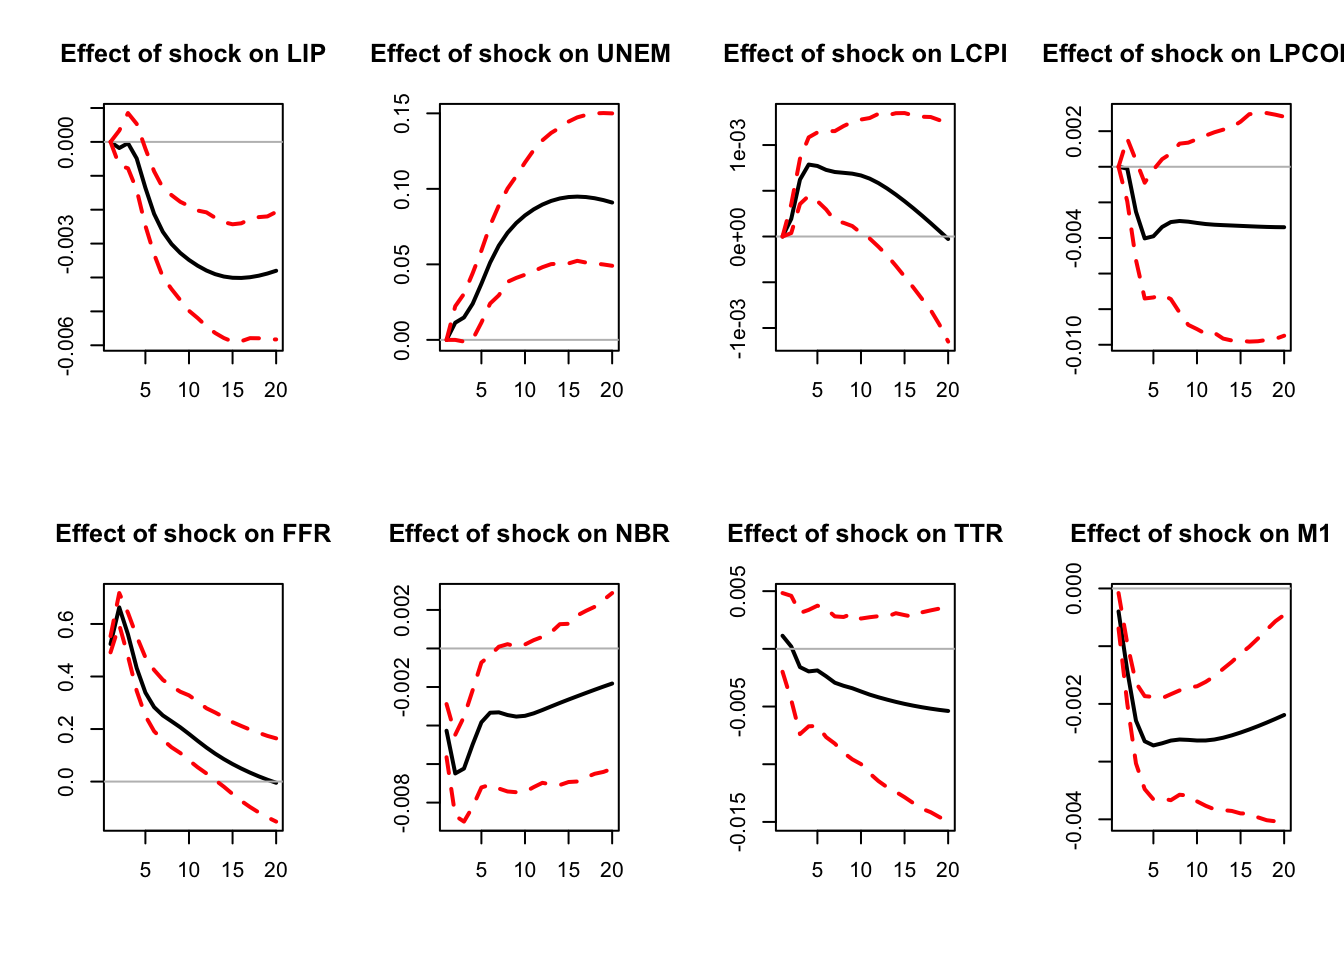 Effect of shock on LIP
0.000
-0.003
-0.006
5 10 15 20
Effect of shock on UNEM
0.15
0.10
0.05
0.00
5 10 15 20
Effect of shock on LCPI
1e-03
0e+00
-1e-03
5 10 15 20
Effect of shock on LPCO
0.002
-0.004
-0.010
5 10 15 20
Effect of shock on FFR
0.6
0.4
0.2
0.0
5 10 15 20
Effect of shock on NBR
0.002
-0.002
-0.008
5 10 15 20
Effect of shock on TTR
0.005
-0.005
-0.015
5 10 15 20
Effect of shock on M1
0.000
-0.002
-0.004
5 10 15 20